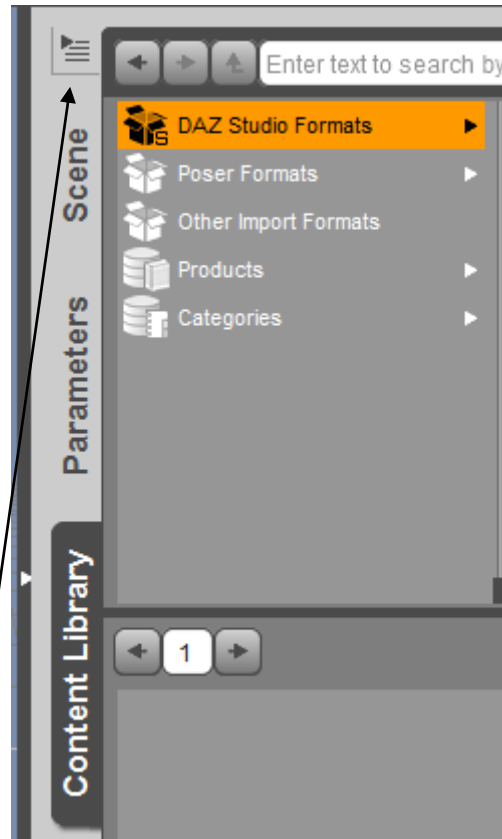 Enter text to search by
DAZ Studio Formats
Poser Formats
Other Import Formats
Products
Categories
Scene
Parameters
Content Library
1